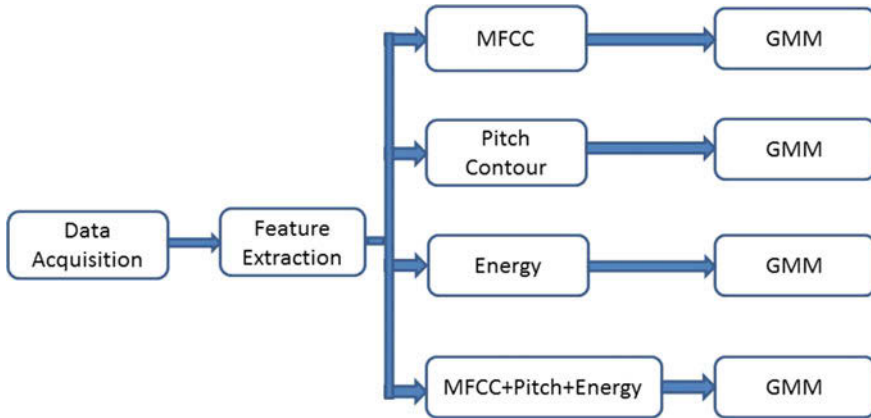 MFCC
GMM
Pitch
Contour
GMM
Data
Acquisition
Feature
Extraction
Energy
GMM
MFCC+Pitch+Energy
GMM